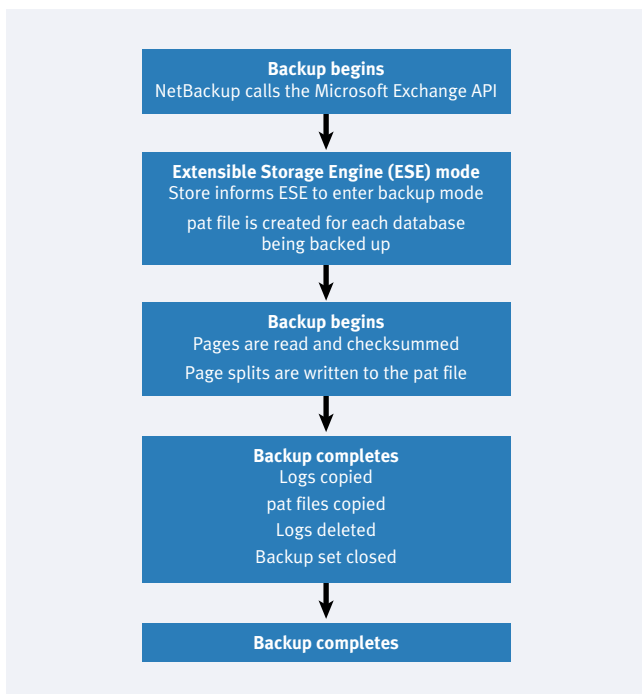 Backup begins
NetBackup calls the Microsoft Exchange API
Extensible Storage Engine (ESE) mode
Store informs ESE to enter backup mode
pat file is created for each database
being backed up
Backup begins
Pages are read and checksummed
Page splits are written to the pat file
Backup completes
Logs copied
pat files copied
Logs deleted
Backup set closed
Backup completes